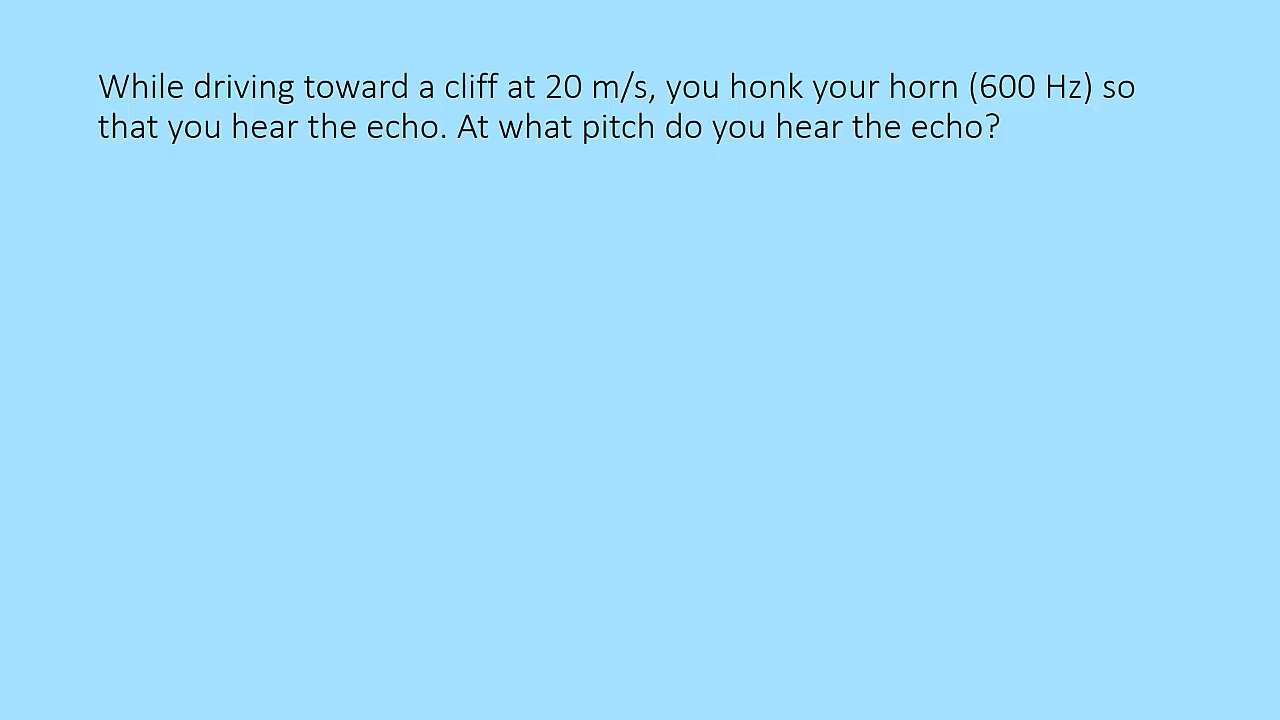 While driving toward a cliff at 20 m/s, you honk your horn (600 Hz) so
that you hear the echo. At what pitch do you hear the echo?